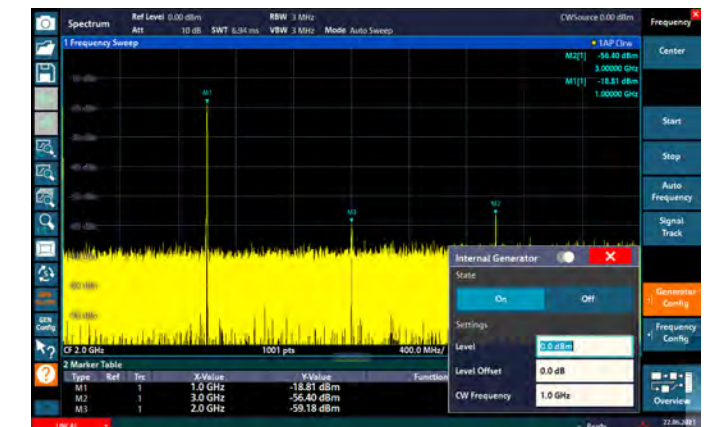 Spectrum
Ref Level 0.00 dBm RBW 3 MHz CWSource 0.00 dBm
Att 10 dB SWT 6.94 ms VBW 3 MHz Mode Auto Sweep
Frequency
1 Frequency Sweep
1AP Clrw
M2[1] -56.40 dBm
3.00000 GHz
M1[1] -18.81 dBm
1.00000 GHz
Center
M1
Start
Stop
Auto
Frequency
Signal
Track
M3
M2
Internal Generator
State
On Off
Settings
Level 0.0 dBm
Level Offset 0.0 dB
CW Frequency 1.0 GHz
Generator
Config
Frequency
Config
Overview
GEN
Config
CF 2.0 GHz 1001 pts 400.0 MHz/
2 Marker Table
Type Ref Trc X-Value Y-Value Function
M1 1 1.0 GHz -18.81 dBm
M2 1 3.0 GHz -56.40 dBm
M3 1 2.0 GHz -59.18 dBm